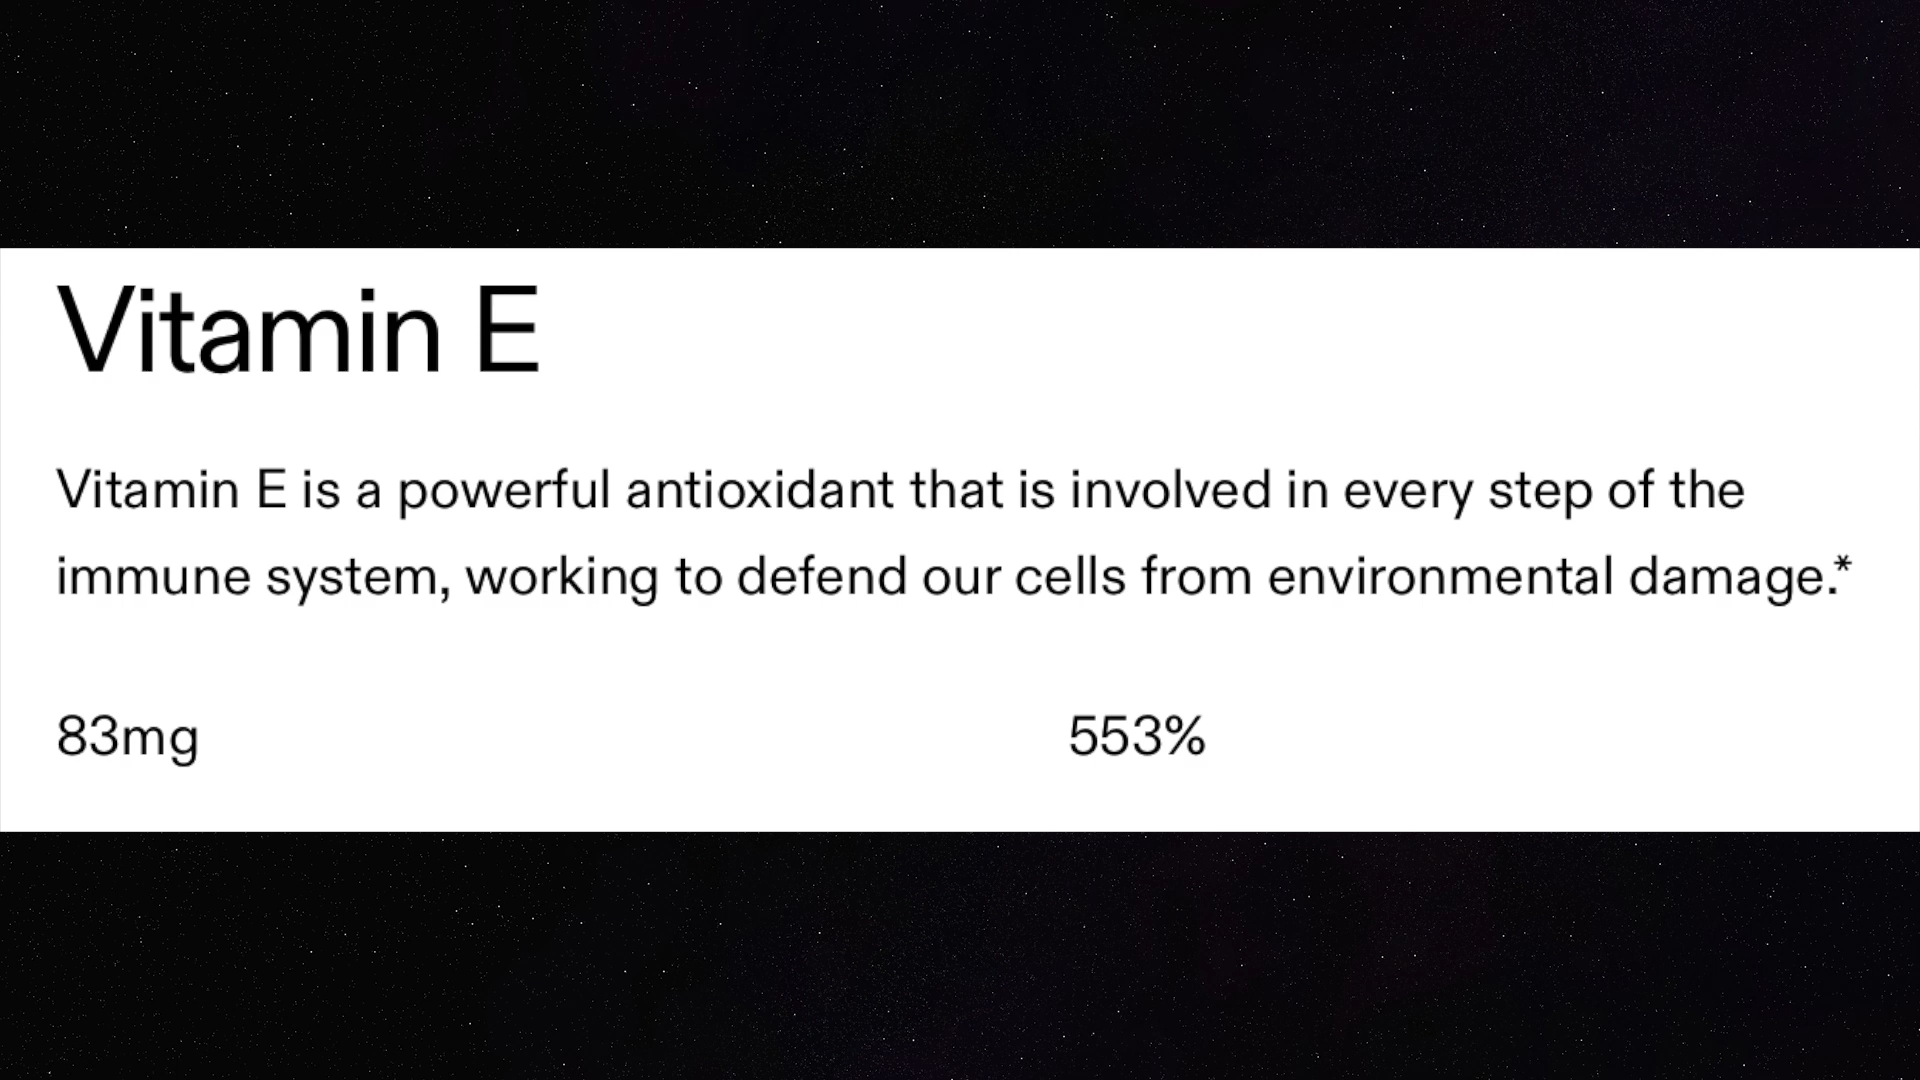 Vitamin E
Vitamin E is a powerful antioxidant that is involved in every step of the
immune system, working to defend our cells from environmental damage.*
83mg
553%